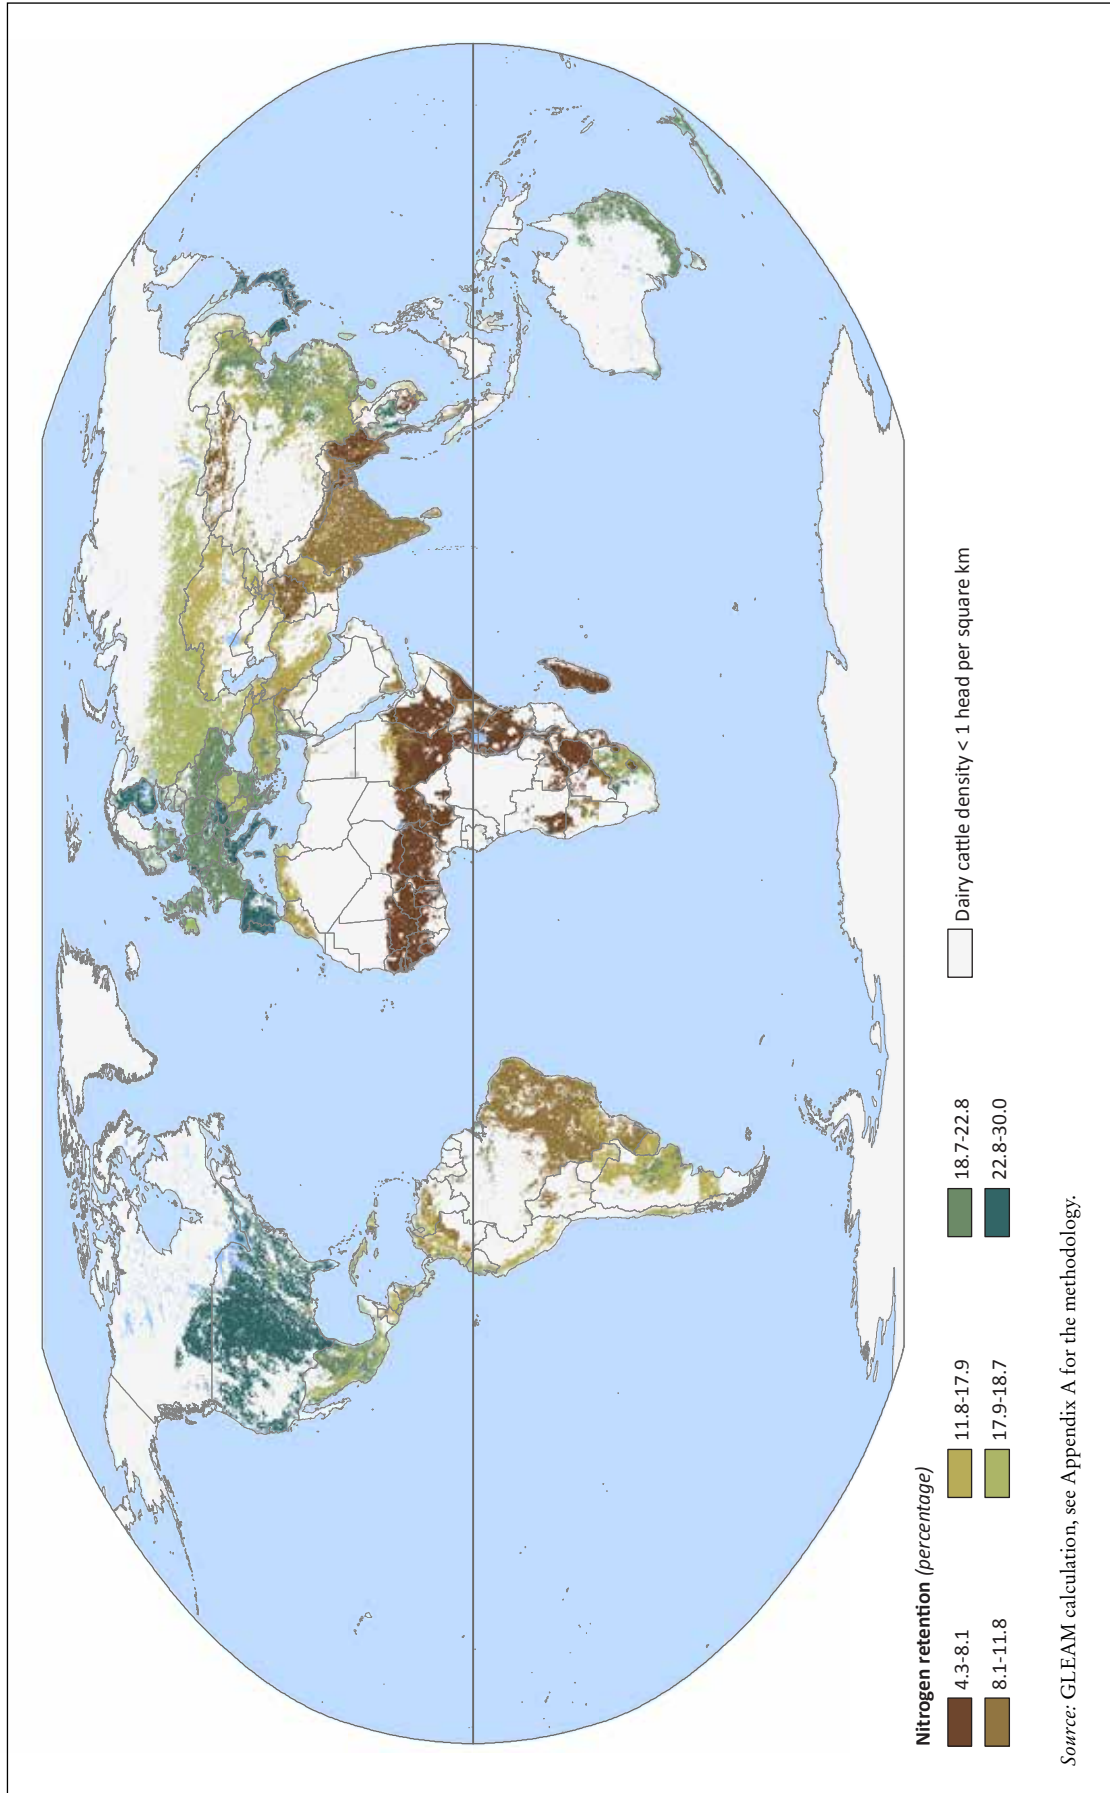 Nitrogen retention (percentage)
4.3-8.1
11.8-17.9
18.7-22.8
Dairy cattle density < 1 head per square km
8.1-11.8
17.9-18.7
22.8-30.0
Source: GLEAM calculation, see Appendix A for the methodology.